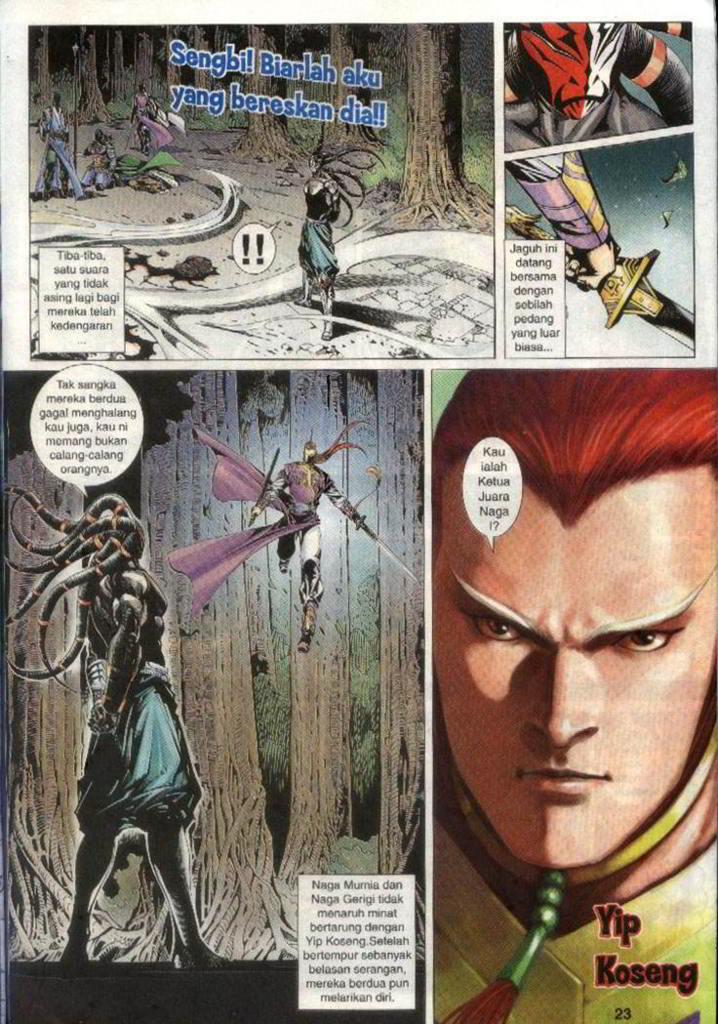 Sengbi! Biarlah aku
yang bereskan dia!!
!!
Tiba-tiba,
satu suara
yang tidak
asing lagi bagi
mereka telah
kedengaran
...
Jaguh ini
datang
bersama
dengan
sebilah
pedang
yang luar
biasa...
Tak sangka
mereka berdua
gagal menghalang
kau juga, kau ni
memang bukan
calang-calang
orangnya.
Kau
ialah
Ketua
Juara
Naga
!?
Naga Murnia dan
Naga Gerigi tidak
menaruh minat
bertarung dengan
Yip Koseng.Setelah
bertempur sebanyak
belasan serangan,
mereka berdua pun
melarikan diri.
Yip
Koseng
23